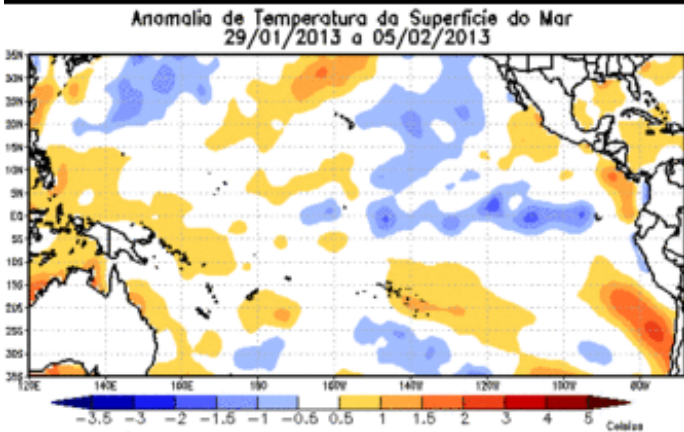 Anomalia de Temperatura da Superficie do Mar
29/01/2013 a 05/02/2013
35N
30N
25N
20N
15N
10N
5N
EQ
5S
10S
15S
20S
25S
30S
35S
120E 140E 160E 180 160W 140W 120W 100W 80W
-3.5 -3 -2 -1.5 -1 -0.5 0.5 1 1.5 2 3 4 5
Celsius